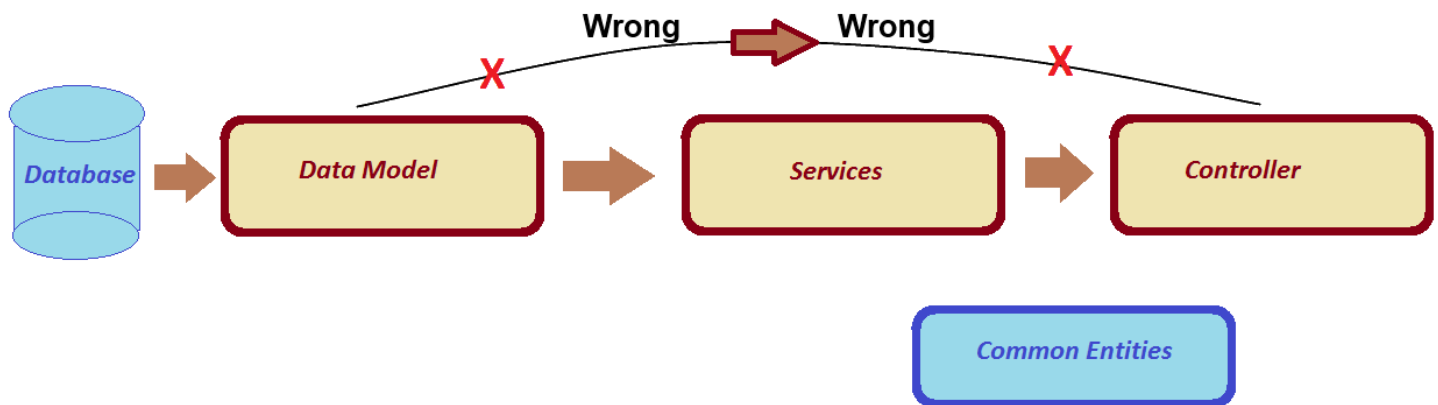 Wrong
Wrong
X
X
Database
Data Model
Services
Controller
Common Entities